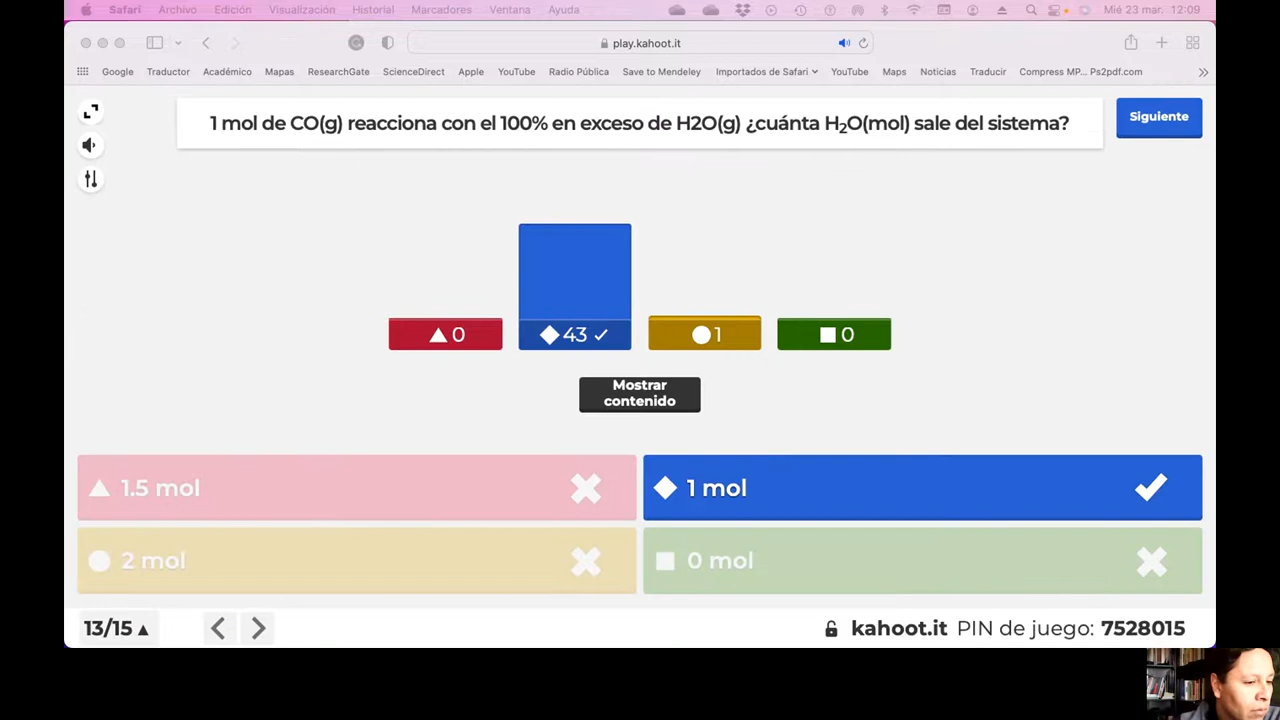 Safari Archivo Edición Visualización Historial Marcadores Ventana Ayuda Mié 23 mar. 12:09
play.kahoot.it
Google Traductor Académico Mapas ResearchGate ScienceDirect Apple YouTube Radio Pública Save to Mendeley Importados de Safari YouTube Maps Noticias Traducir Compress MP... Ps2pdf.com
1 mol de CO(g) reacciona con el 100% en exceso de H2O(g) ¿cuánta H₂O(mol) sale del sistema?
Siguiente
0
43
1
0
Mostrar
contenido
1.5 mol
1 mol
2 mol
0 mol
13/15
kahoot.it PIN de juego: 7528015